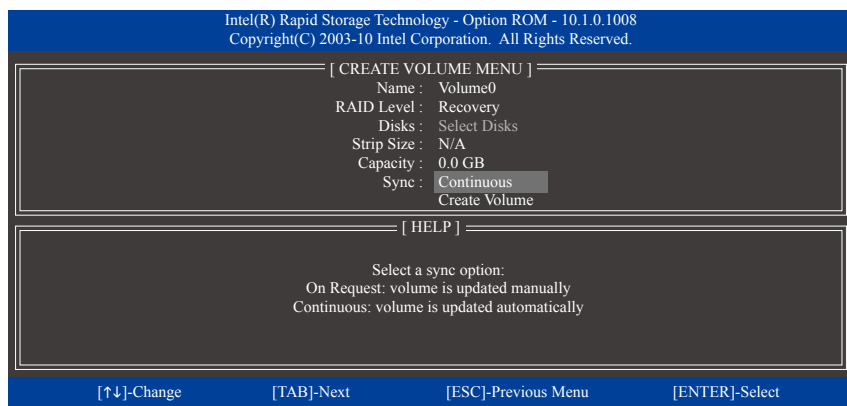 Intel(R) Rapid Storage Technology - Option ROM - 10.1.0.1008
Copyright(C) 2003-10 Intel Corporation. All Rights Reserved.
[ CREATE VOLUME MENU ]
Name : Volume0
RAID Level : Recovery
Disks : Select Disks
Strip Size : N/A
Capacity : 0.0 GB
Sync : Continuous
Create Volume
[ HELP ]
Select a sync option:
On Request: volume is updated manually
Continuous: volume is updated automatically
[↑↓]-Change [TAB]-Next [ESC]-Previous Menu [ENTER]-Select